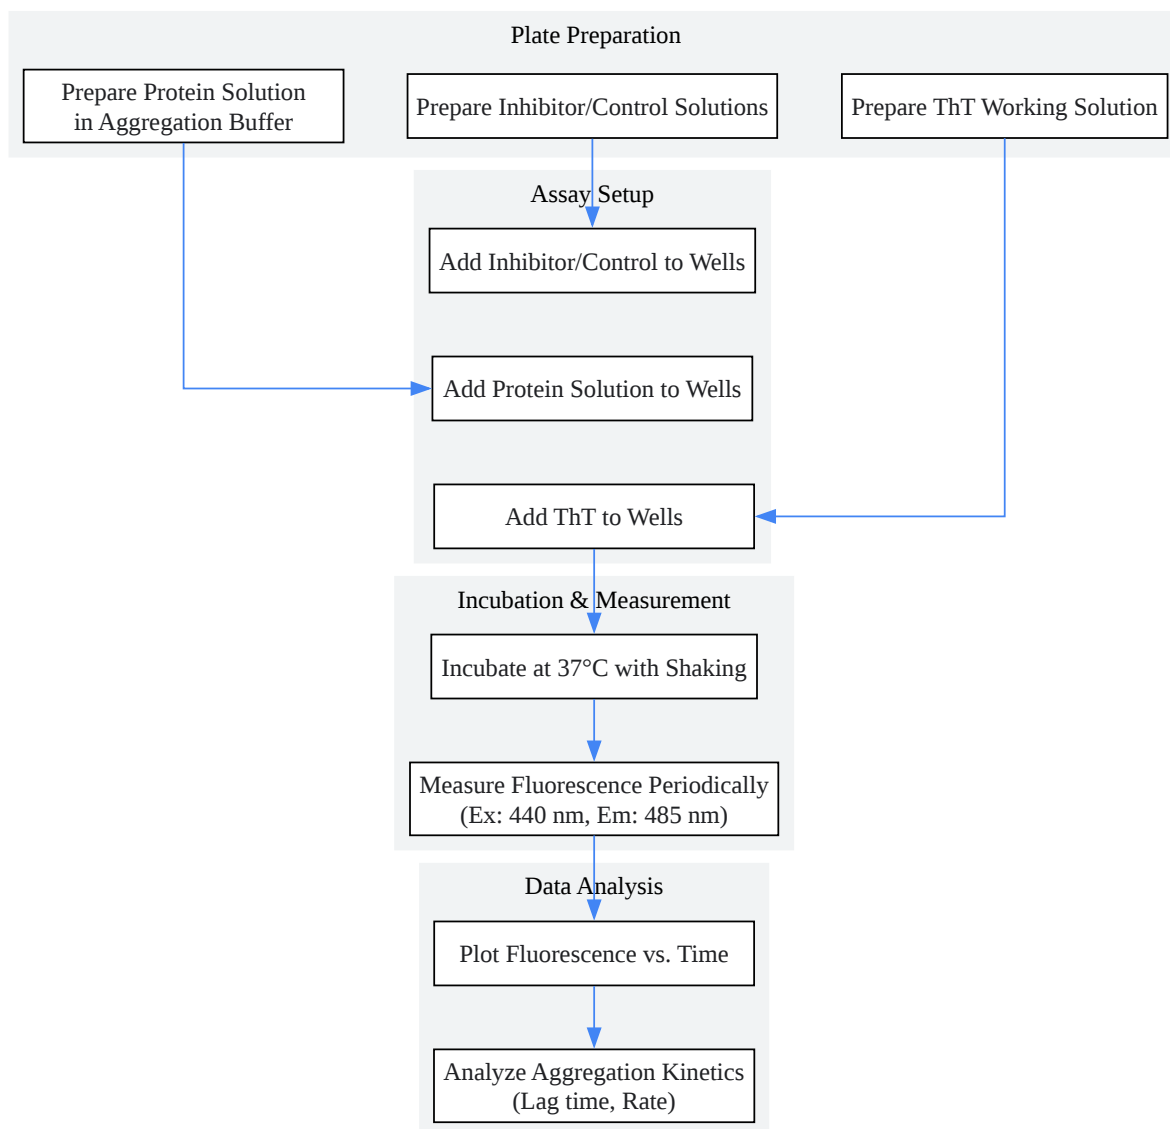 Plate Preparation
Prepare Protein Solution
in Aggregation Buffer
Prepare Inhibitor/Control Solutions
Prepare ThT Working Solution
Assay Setup
Add Inhibitor/Control to Wells
Add Protein Solution to Wells
Add ThT to Wells
Incubation & Measurement
Incubate at 37°C with Shaking
Measure Fluorescence Periodically
(Ex: 440 nm, Em: 485 nm)
Data Analysis
Plot Fluorescence vs. Time
Analyze Aggregation Kinetics
(Lag time, Rate)